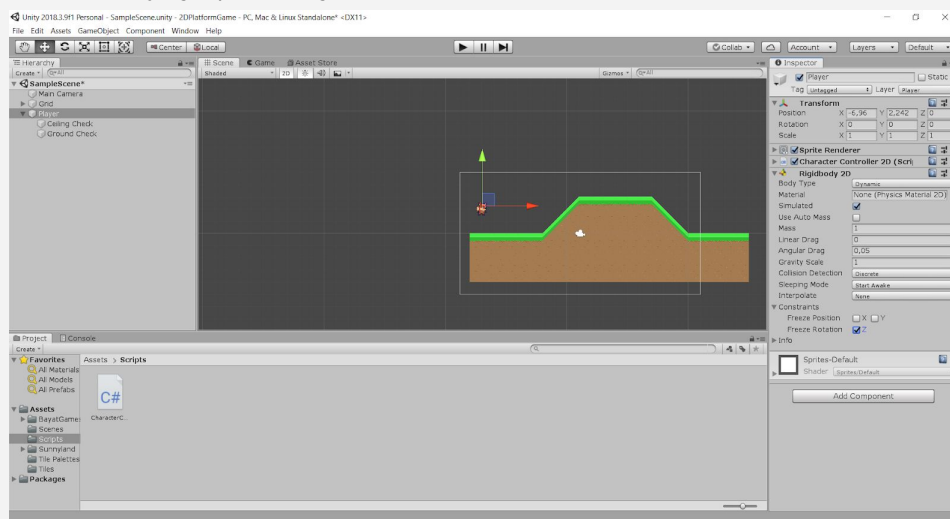 Unity 2018.3.9f1 Personal - SampleScene.unity - 2DPlatformGame - PC, Mac & Linux Standalone* <DX11>
File Edit Assets GameObject Component Window Help
Center Local Collab Account Layers Default
Hierarchy
Create All
SampleScene*
Main Camera
Grid
Player
Ceiling Check
Ground Check
Scene Game Asset Store
Shaded 2D Gizmos All
Inspector
Player Static
Tag Untagged Layer Player
Transform
Position X -6,96 Y 2,242 Z 0
Rotation X 0 Y 0 Z 0
Scale X 1 Y 1 Z 1
Sprite Renderer
Character Controller 2D (Scri
Rigidbody 2D
Body Type Dynamic
Material None (Physics Material 2D)
Simulated
Use Auto Mass
Mass 1
Linear Drag 0
Angular Drag 0,05
Gravity Scale 1
Collision Detection Discrete
Sleeping Mode Start Awake
Interpolate None
Constraints
Freeze Position X Y
Freeze Rotation Z
Info
Sprites-Default
Shader Sprites/Default
Add Component
Project Console
Create
Favorites
All Materials
All Models
All Prefabs
Assets
BayatGame
Scenes
Scripts
Sunnyland
Tile Palettes
Tiles
Packages
Assets > Scripts
C#
CharacterC...